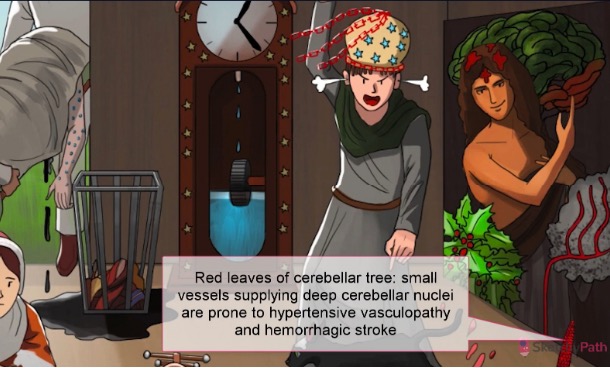 Red leaves of cerebellar tree: small
vessels supplying deep cerebellar nuclei
are prone to hypertensive vasculopathy
and hemorrhagic stroke
SketchyPath